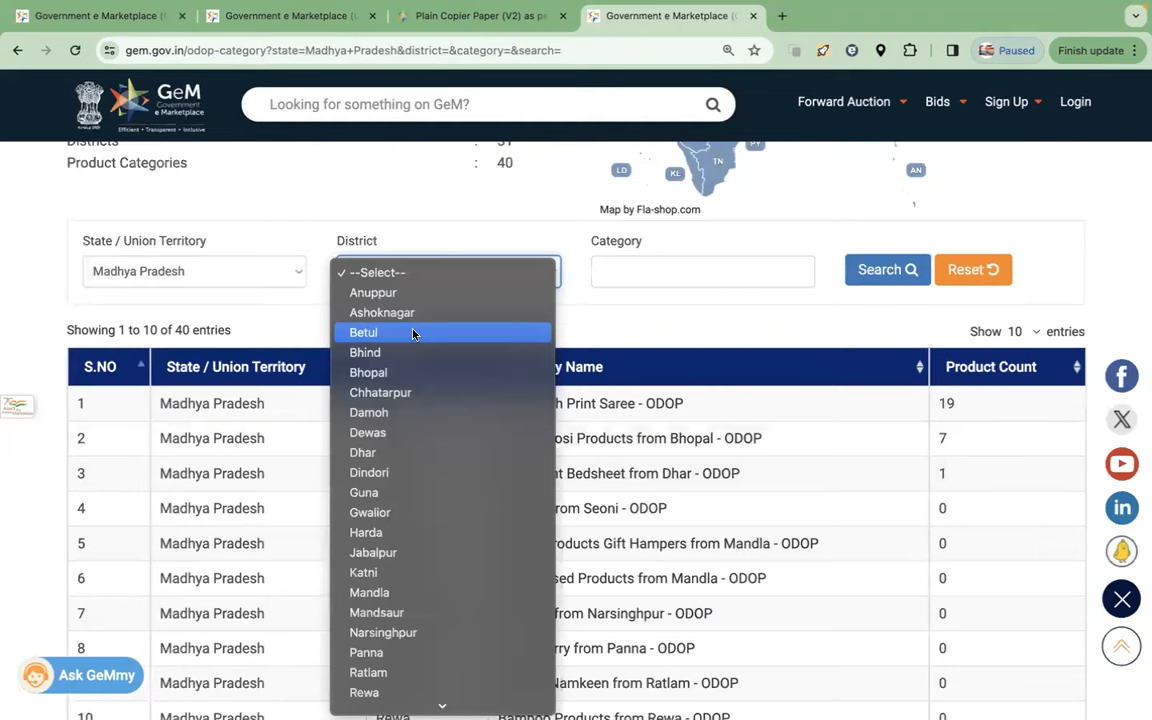 Government e Marketplace (
Government e Marketplace (
Plain Copier Paper (V2) as pe
Government e Marketplace (
gem.gov.in/odop-category?state=Madhya+Pradesh&district=&category=&search=
Paused
Finish update
GeM
Government
e Marketplace
Efficient • Transparent • Inclusive
Looking for something on GeM?
Forward Auction
Bids
Sign Up
Login
Districts : 51
Product Categories : 40
TN
LD
KL
PY
AN
Map by Fla-shop.com
State / Union Territory
District
Category
Madhya Pradesh
Search
Reset
✓ --Select--
Anuppur
Ashoknagar
Betul
Bhind
Bhopal
Chhatarpur
Damoh
Dewas
Dhar
Dindori
Guna
Gwalior
Harda
Jabalpur
Katni
Mandla
Mandsaur
Narsinghpur
Panna
Ratlam
Rewa
Showing 1 to 10 of 40 entries
Show 10 entries
S.NO State / Union Territory y Name Product Count
1 Madhya Pradesh h Print Saree - ODOP 19
2 Madhya Pradesh osi Products from Bhopal - ODOP 7
3 Madhya Pradesh nt Bedsheet from Dhar - ODOP 1
4 Madhya Pradesh from Seoni - ODOP 0
5 Madhya Pradesh roducts Gift Hampers from Mandla - ODOP 0
6 Madhya Pradesh sed Products from Mandla - ODOP 0
7 Madhya Pradesh from Narsinghpur - ODOP 0
8 Madhya Pradesh rry from Panna - ODOP 0
9 Madhya Pradesh Namkeen from Ratlam - ODOP 0
10 Madhya Pradesh Rewa Bamboo Products from Rewa - ODOP 0
Ask GeMmy